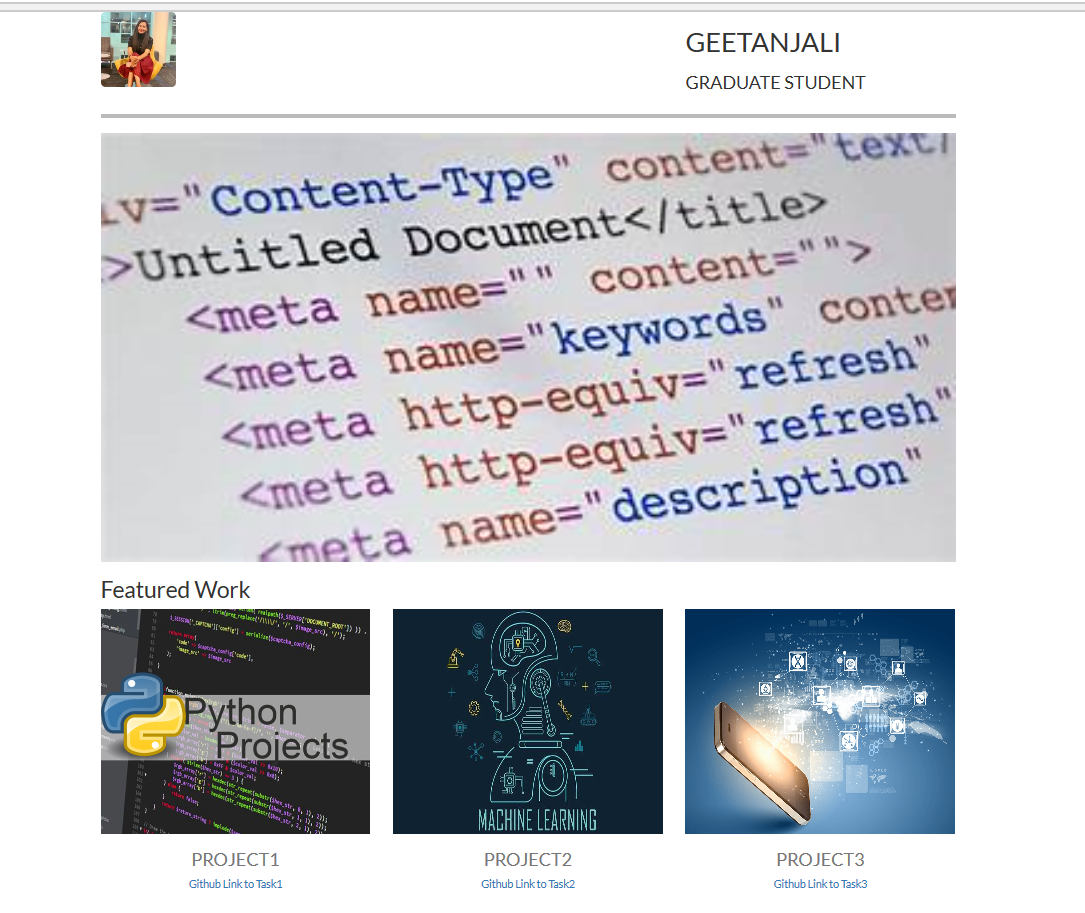 GEETANJALI
GRADUATE STUDENT
iv="Content-Type" content="text/
>Untitled Document</title>
<meta name="" content="">
<meta name="keywords" conten
<meta http-equiv="refresh"
<meta http-equiv="refresh"
<meta name="description"
Featured Work
Python
Projects
MACHINE LEARNING
PROJECT1
PROJECT2
PROJECT3
Github Link to Task1
Github Link to Task2
Github Link to Task3